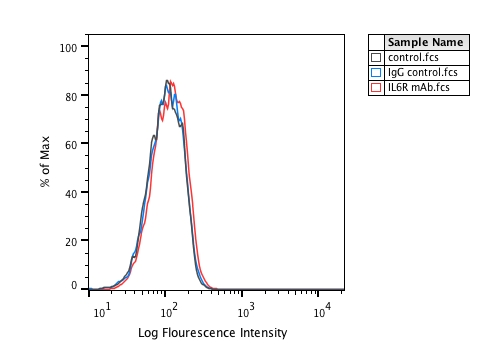 Sample Name
control.fcs
IgG control.fcs
IL6R mAb.fcs
% of Max
100
80
60
40
20
0
10^1 10^2 10^3 10^4
Log Flourescence Intensity